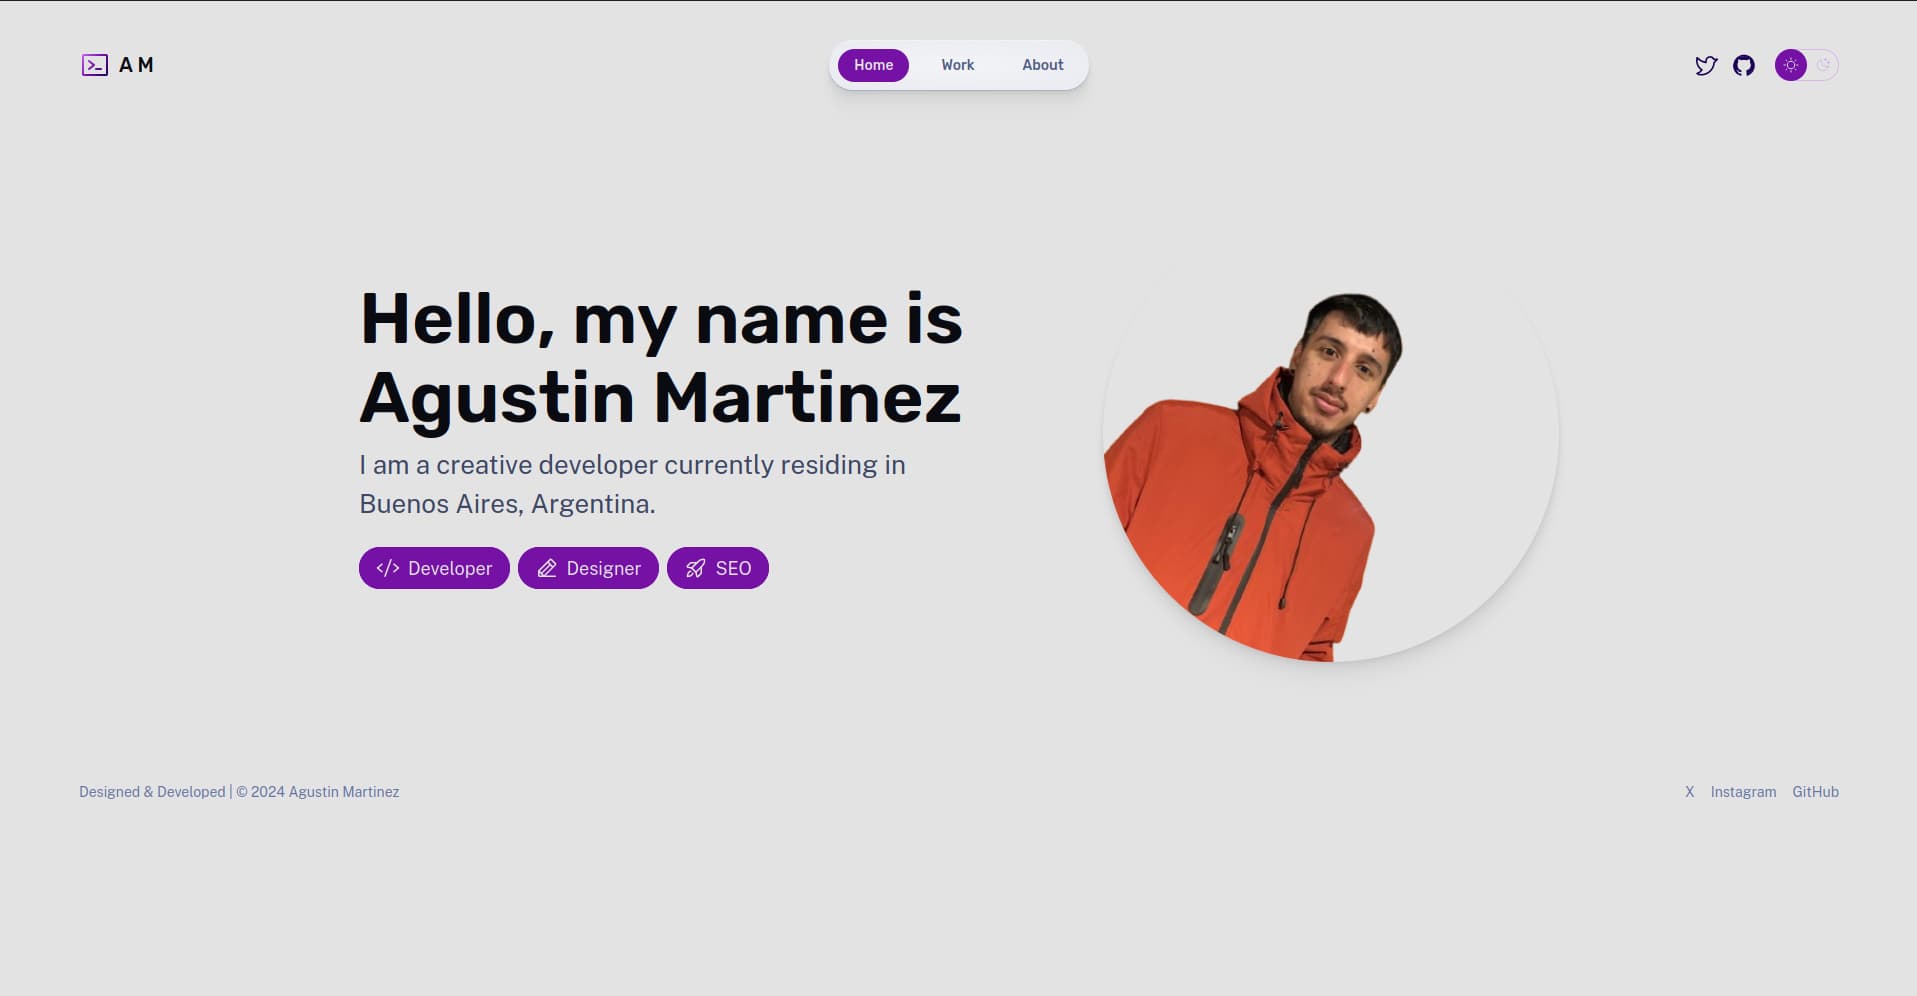 A M
Home
Work
About
Hello, my name is
Agustin Martinez
I am a creative developer currently residing in
Buenos Aires, Argentina.
</> Developer
Designer
SEO
Designed & Developed | © 2024 Agustin Martinez
X
Instagram
GitHub